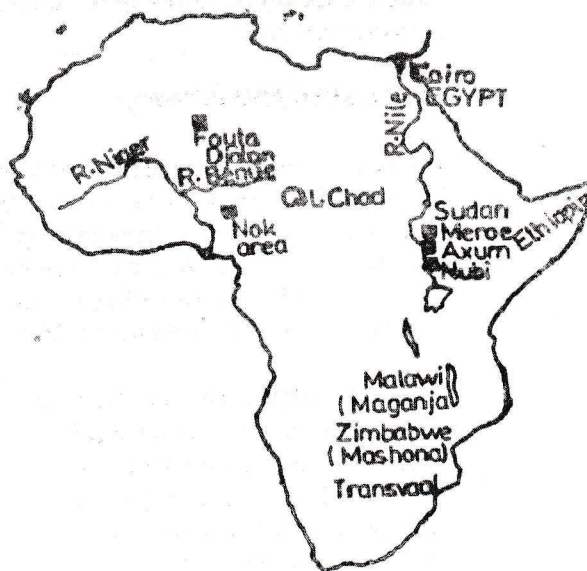 Cairo
EGYPT
R.Nile
Fouta
Djalan
R.Niger
R.Benue
L.Chad
Nok
area
Sudan
Meroe
Axum
Nubi
Ethiopia
Malawi
(Maganja
Zimbabwe
(Mashona)
Transvaal